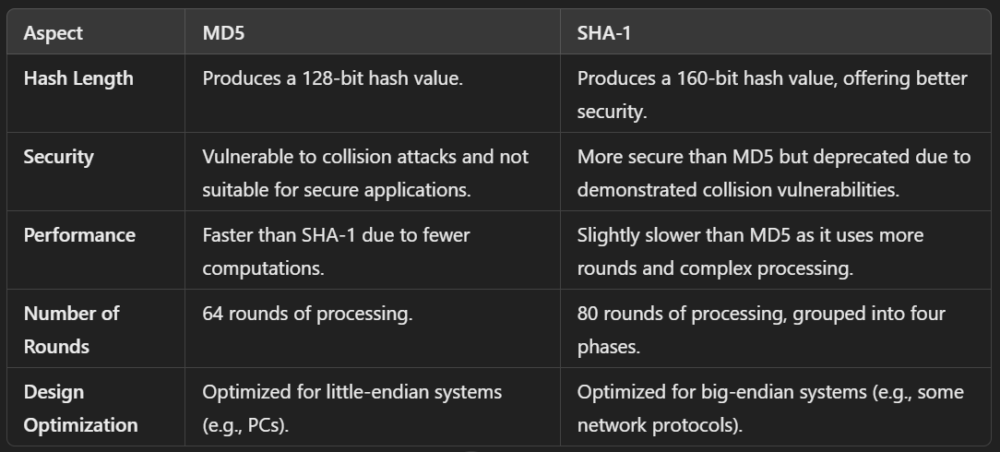 Aspect MD5 SHA-1
Hash Length Produces a 128-bit hash value. Produces a 160-bit hash value, offering better
security.
Security Vulnerable to collision attacks and not More secure than MD5 but deprecated due to
suitable for secure applications. demonstrated collision vulnerabilities.
Performance Faster than SHA-1 due to fewer Slightly slower than MD5 as it uses more
computations. rounds and complex processing.
Number of 64 rounds of processing. 80 rounds of processing, grouped into four
Rounds phases.
Design Optimized for little-endian systems Optimized for big-endian systems (e.g., some
Optimization (e.g., PCs). network protocols).